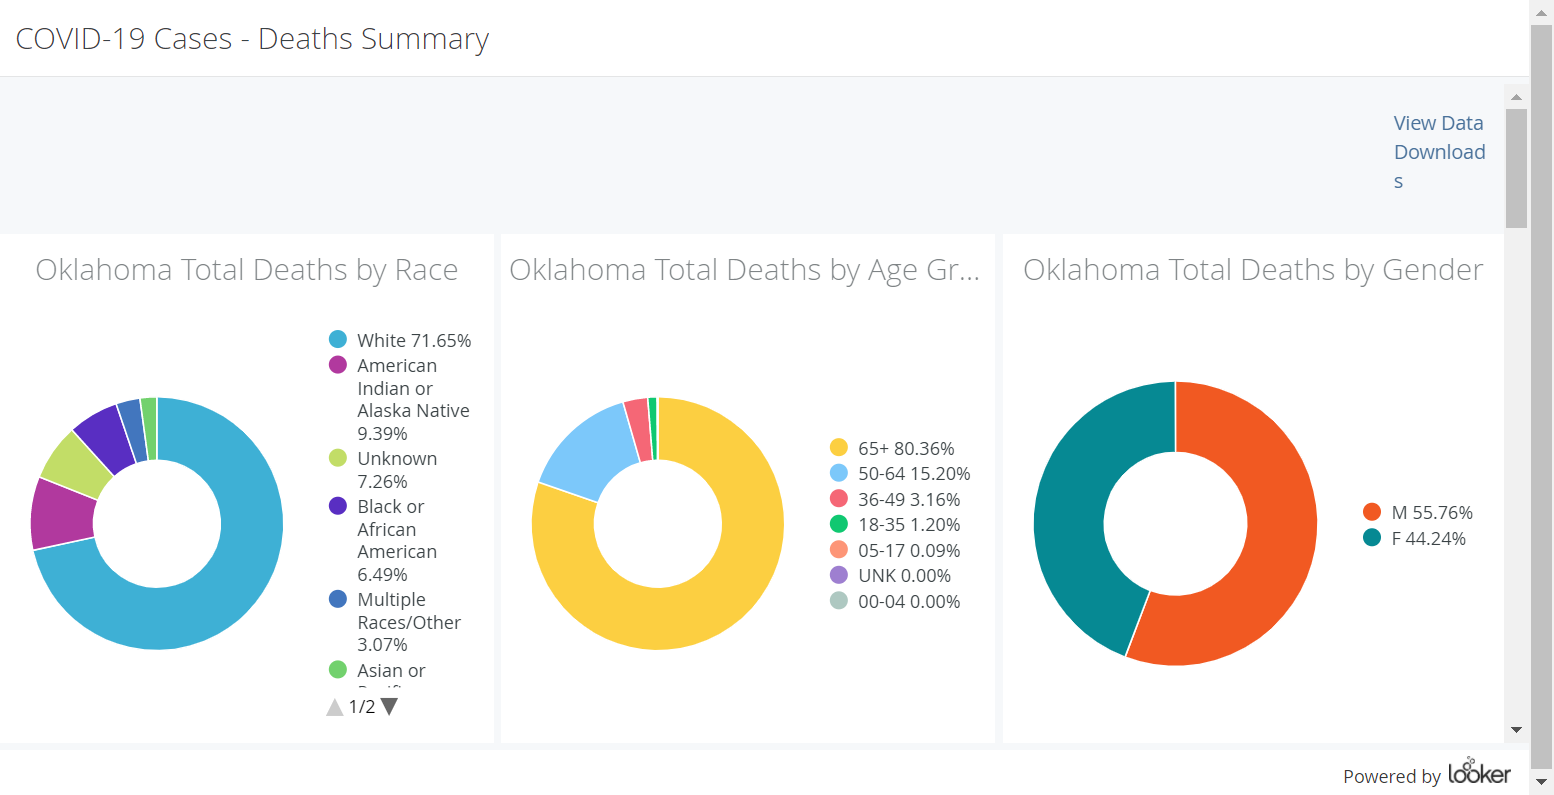 COVID-19 Cases - Deaths Summary
View Data
Download
s
Oklahoma Total Deaths by Race
White 71.65%
American
Indian or
Alaska Native
9.39%
Unknown
7.26%
Black or
African
American
6.49%
Multiple
Races/Other
3.07%
Asian or
1/2
Oklahoma Total Deaths by Age Gr...
65+ 80.36%
50-64 15.20%
36-49 3.16%
18-35 1.20%
05-17 0.09%
UNK 0.00%
00-04 0.00%
Oklahoma Total Deaths by Gender
M 55.76%
F 44.24%
Powered by looker